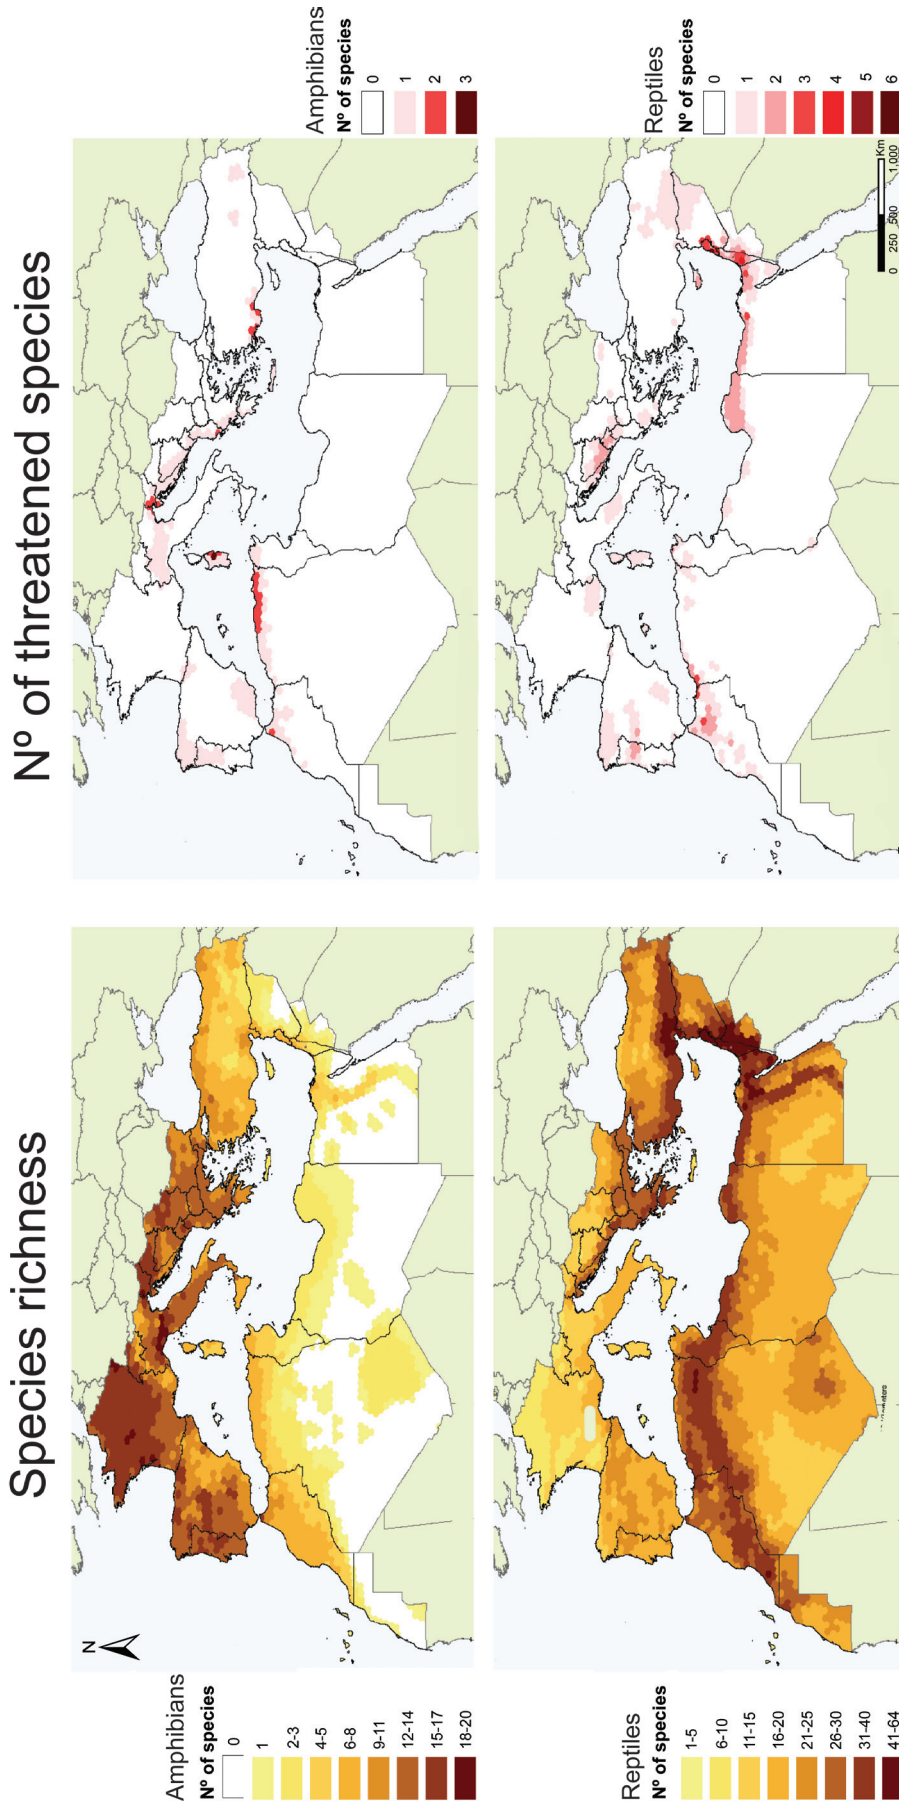 Species richness
Nº of threatened species
N
Amphibians
Nº of species
0
1
2-3
4-5
6-8
9-11
12-14
15-17
18-20
Amphibians
Nº of species
0
1
2
3
Reptiles
Nº of species
1-5
6-10
11-15
16-20
21-25
26-30
31-40
41-64
Reptiles
Nº of species
0
1
2
3
4
5
6
Km
0 250 500 1,000